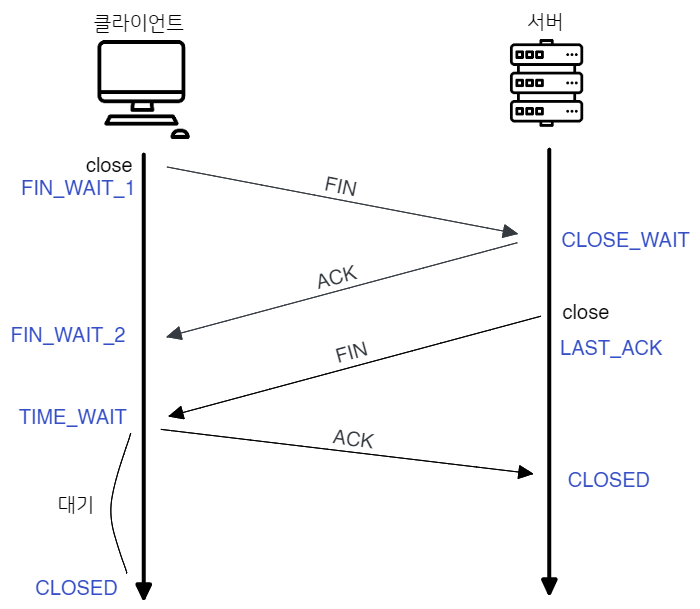 클라이언트
서버
close
FIN_WAIT_1
FIN
CLOSE_WAIT
ACK
FIN_WAIT_2
close
FIN
LAST_ACK
TIME_WAIT
ACK
CLOSED
대기
CLOSED